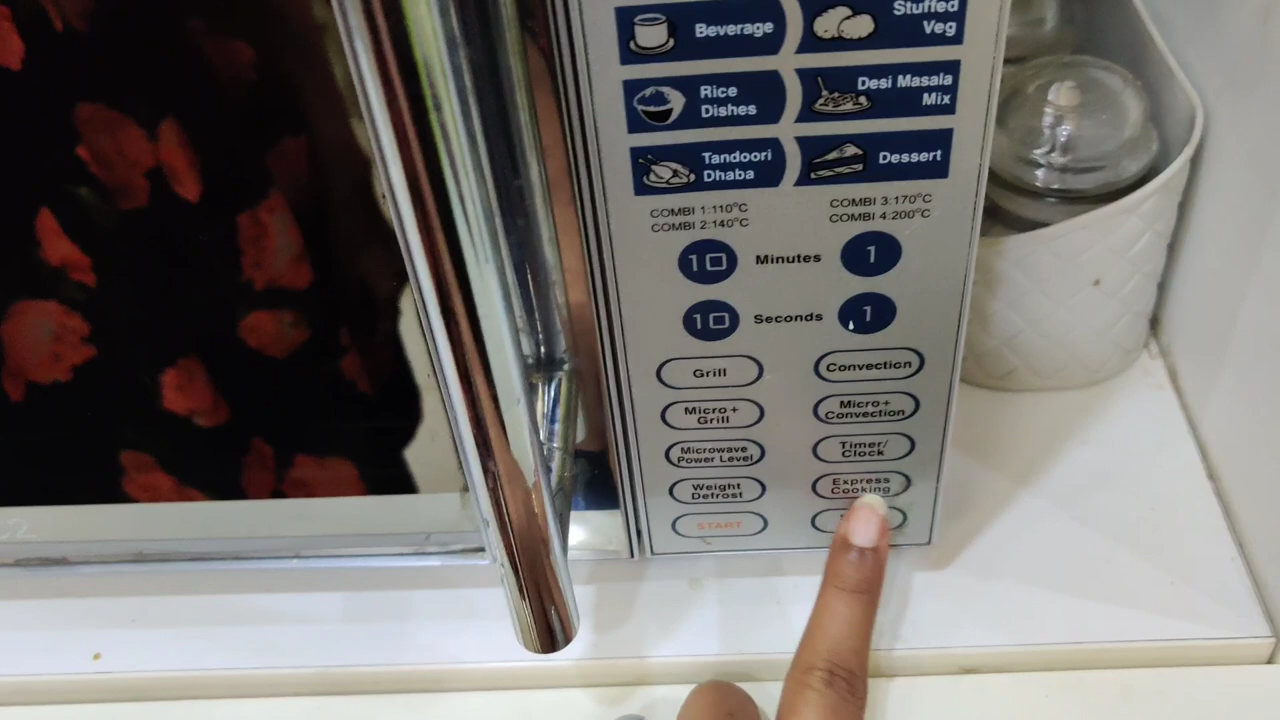 Beverage
Stuffed
Veg
Rice
Dishes
Desi Masala
Mix
Tandoori
Dhaba
Dessert
COMBI 1:110°C
COMBI 2:140°C
COMBI 3:170°C
COMBI 4:200°C
10 Minutes 1
10 Seconds 1
Grill
Convection
Micro+
Grill
Micro+
Convection
Microwave
Power Level
Timer/
Clock
Weight
Defrost
Express
Cooking
START